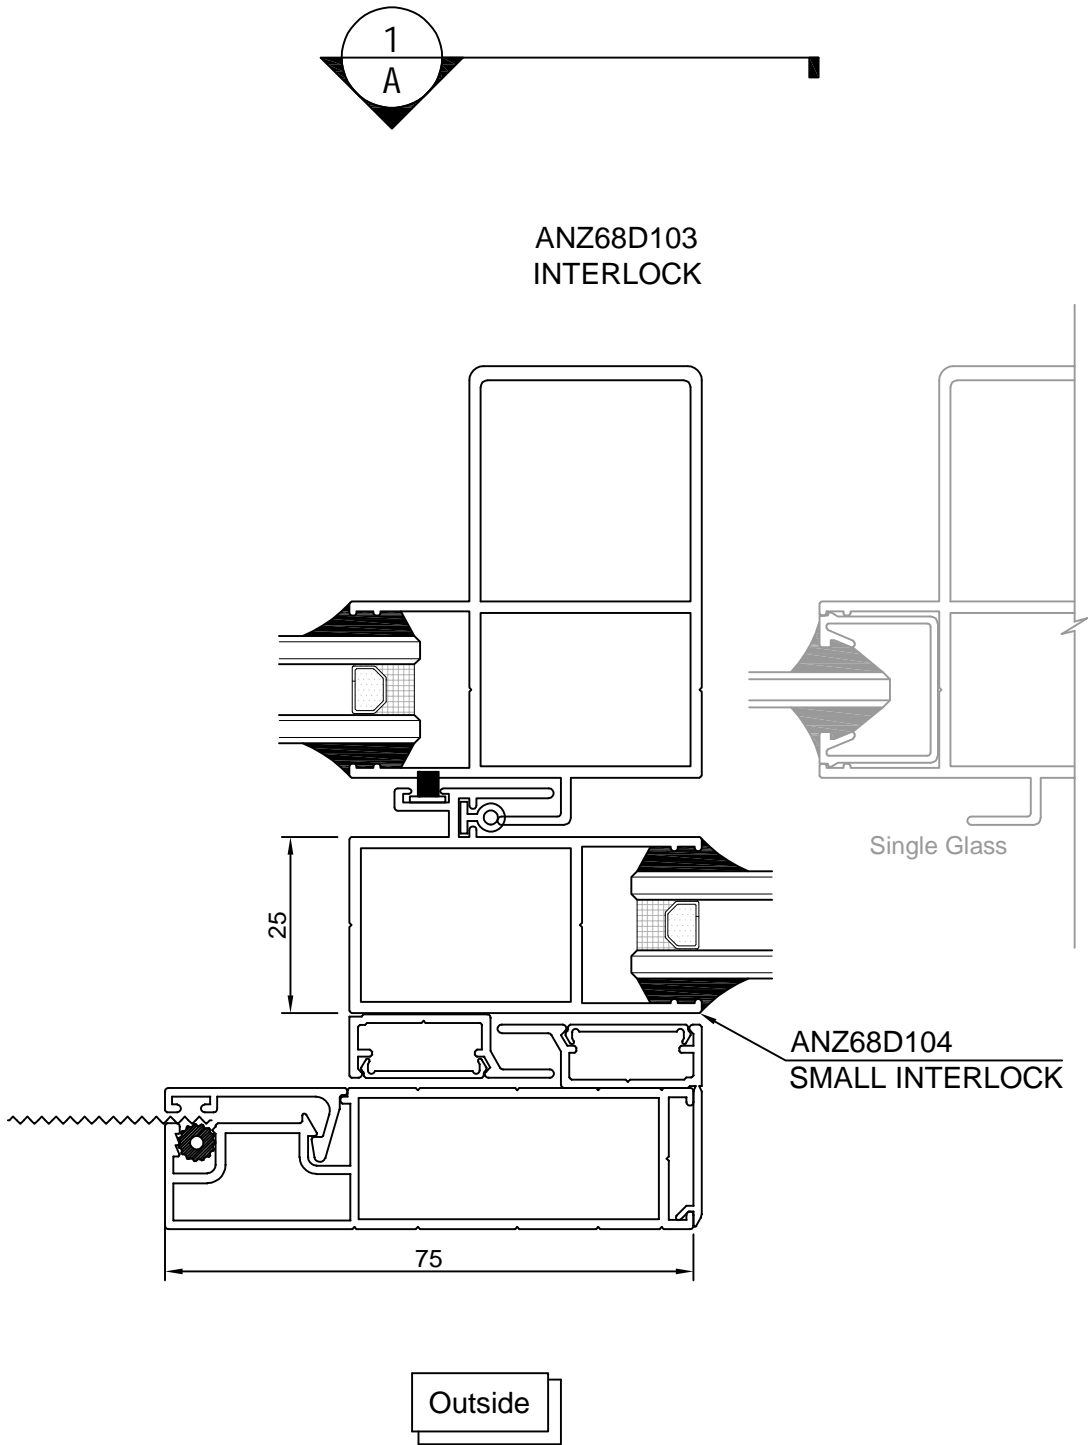 1
A
ANZ68D103
INTERLOCK
Single Glass
25
ANZ68D104
SMALL INTERLOCK
75
Outside